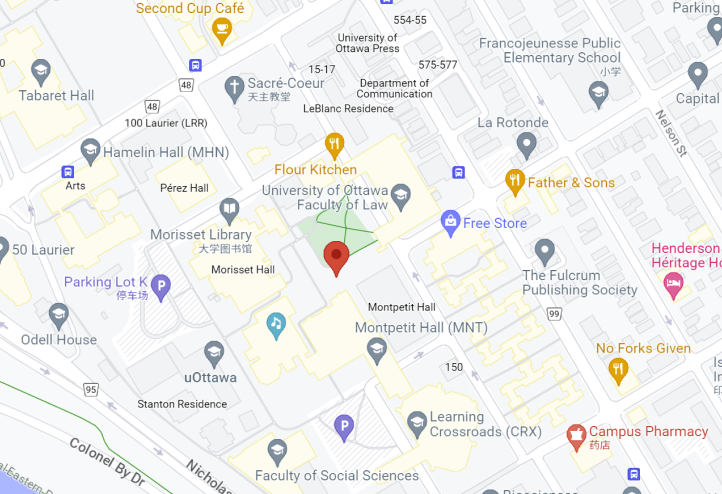 Second Cup Café
554-55
Parking
University of
Ottawa Press
575-577
Francojeunesse Public
Elementary School
小学
15-17
48
Tabaret Hall
Sacré-Coeur
天主教堂
Department of
Communication
LeBlanc Residence
Capital
48
100 Laurier (LRR)
La Rotonde
Nelson St
Hamelin Hall (MHN)
Flour Kitchen
Arts
Pérez Hall
University of Ottawa
Faculty of Law
Father & Sons
Free Store
Morisset Library
大学图书馆
50 Laurier
Morisset Hall
Henderson
Héritage Ho
Parking Lot K
停车场
The Fulcrum
Publishing Society
Montpetit Hall
99
Odell House
Montpetit Hall (MNT)
No Forks Given
uOttawa
150
95
Stanton Residence
Learning
Crossroads (CRX)
Campus Pharmacy
药店
Colonel By Dr
Nicholas
Faculty of Social Sciences